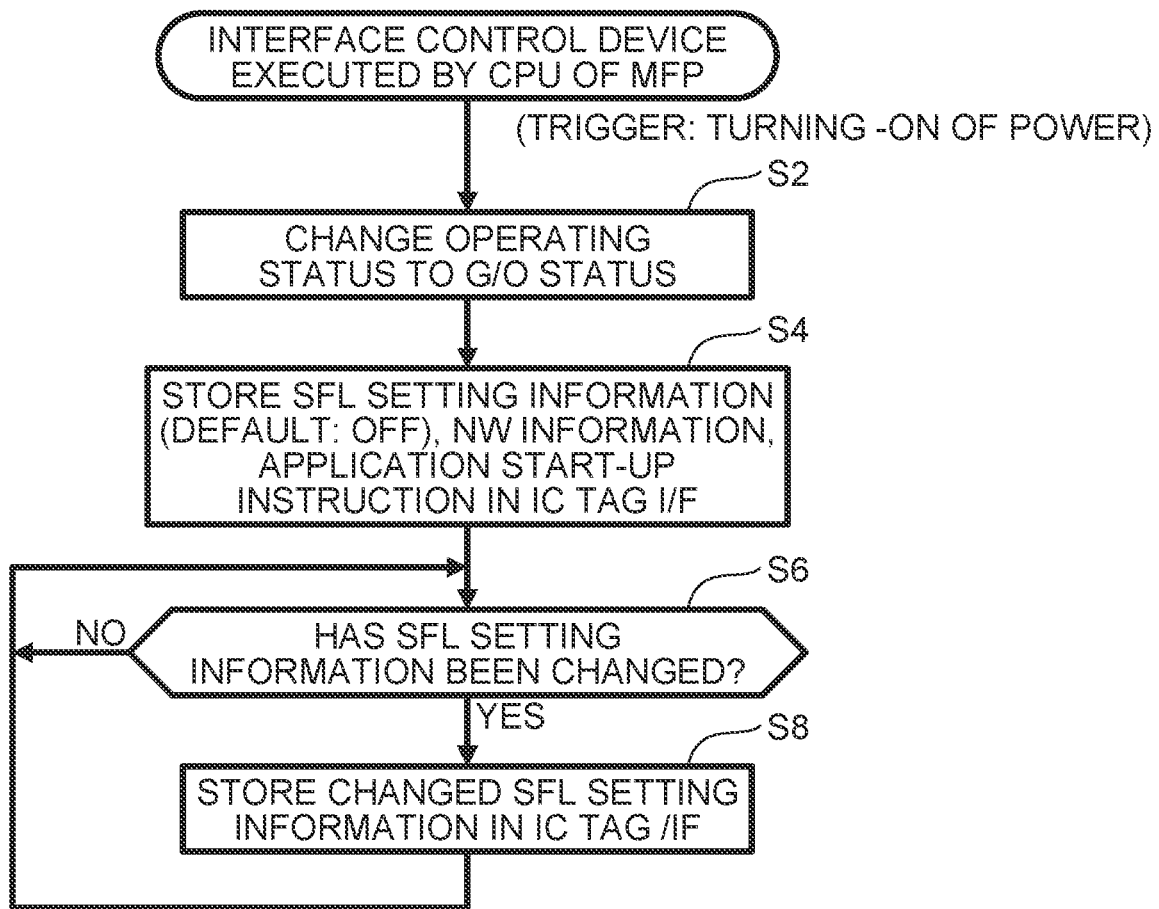 INTERFACE CONTROL DEVICE
EXECUTED BY CPU OF MFP
(TRIGGER: TURNING -ON OF POWER)
S2
CHANGE OPERATING
STATUS TO G/O STATUS
S4
STORE SFL SETTING INFORMATION
(DEFAULT: OFF), NW INFORMATION,
APPLICATION START-UP
INSTRUCTION IN IC TAG I/F
S6
NO
HAS SFL SETTING
INFORMATION BEEN CHANGED?
YES
S8
STORE CHANGED SFL SETTING
INFORMATION IN IC TAG /IF